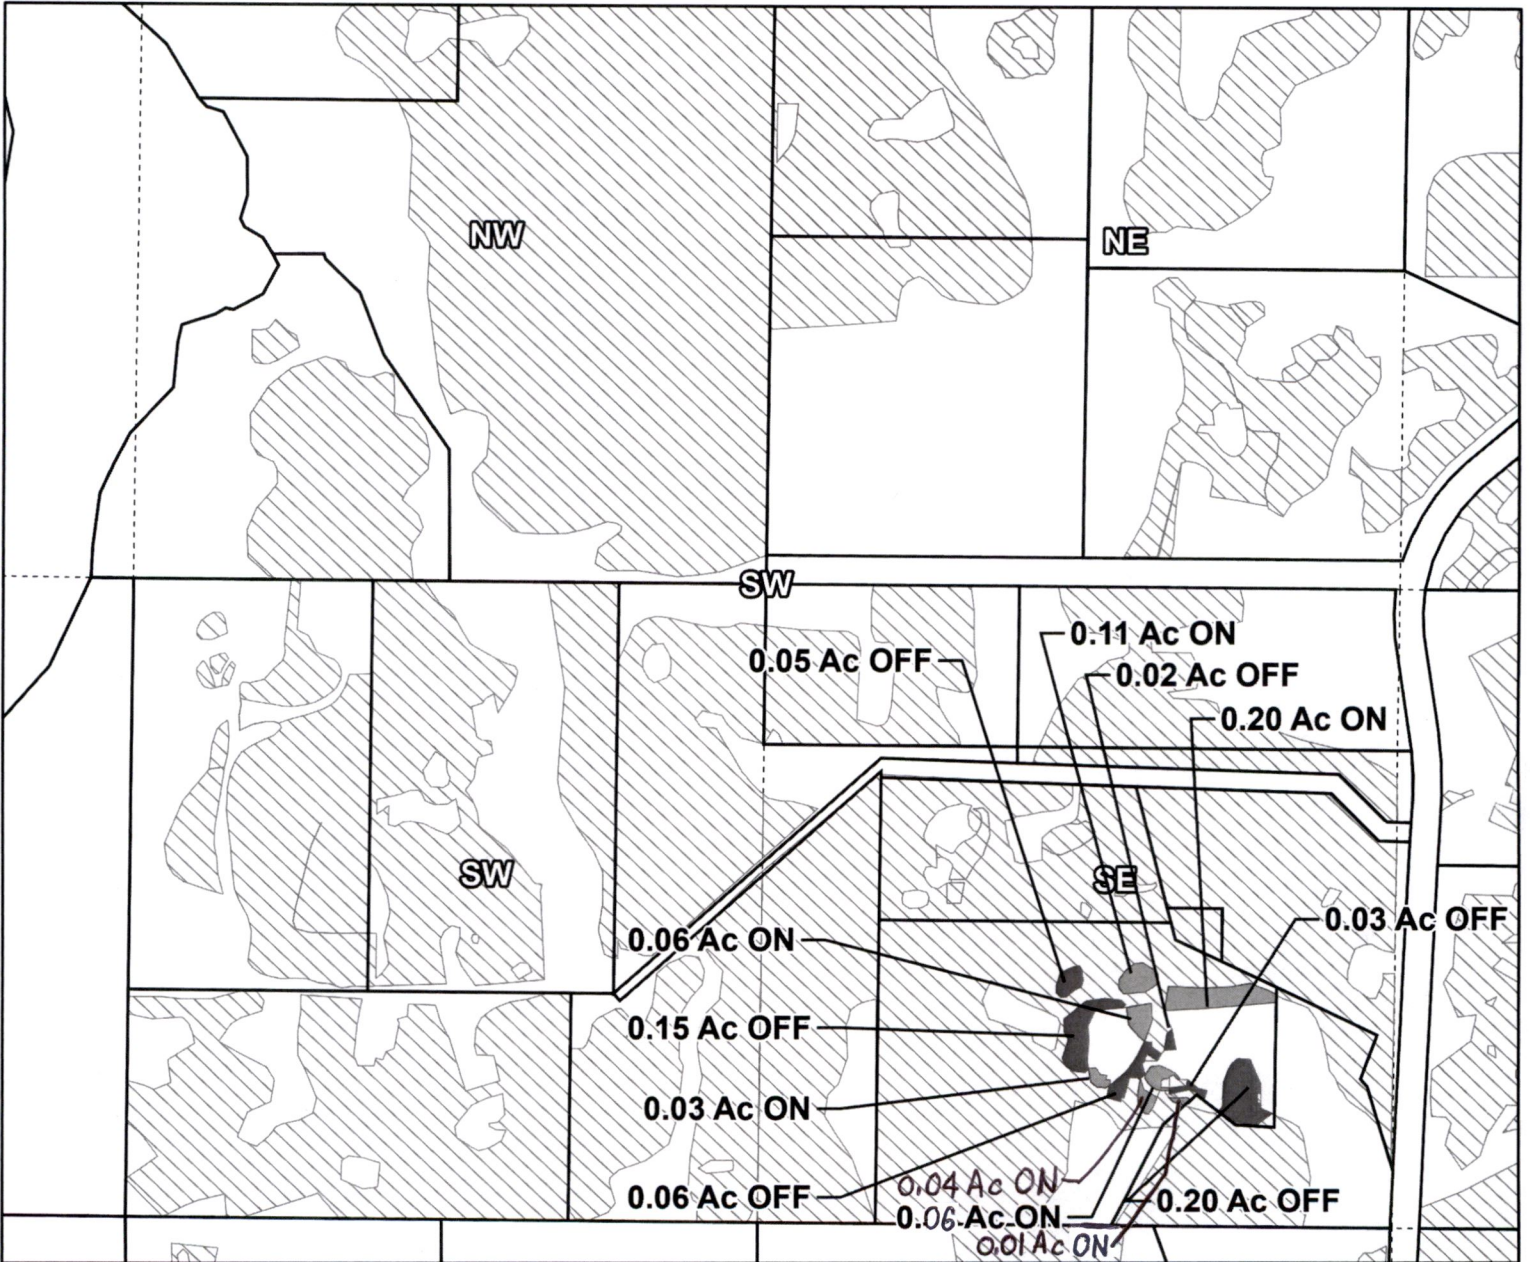 NW
NE
SW
0.11 Ac ON
0.05 Ac OFF
0.02 Ac OFF
0.20 Ac ON
SW
SE
0.03 Ac OFF
0.06 Ac ON
0.15 Ac OFF
0.03 Ac ON
0.04 Ac ON
0.06 Ac OFF
0.20 Ac OFF
0.06 Ac ON
0.01 Ac ON